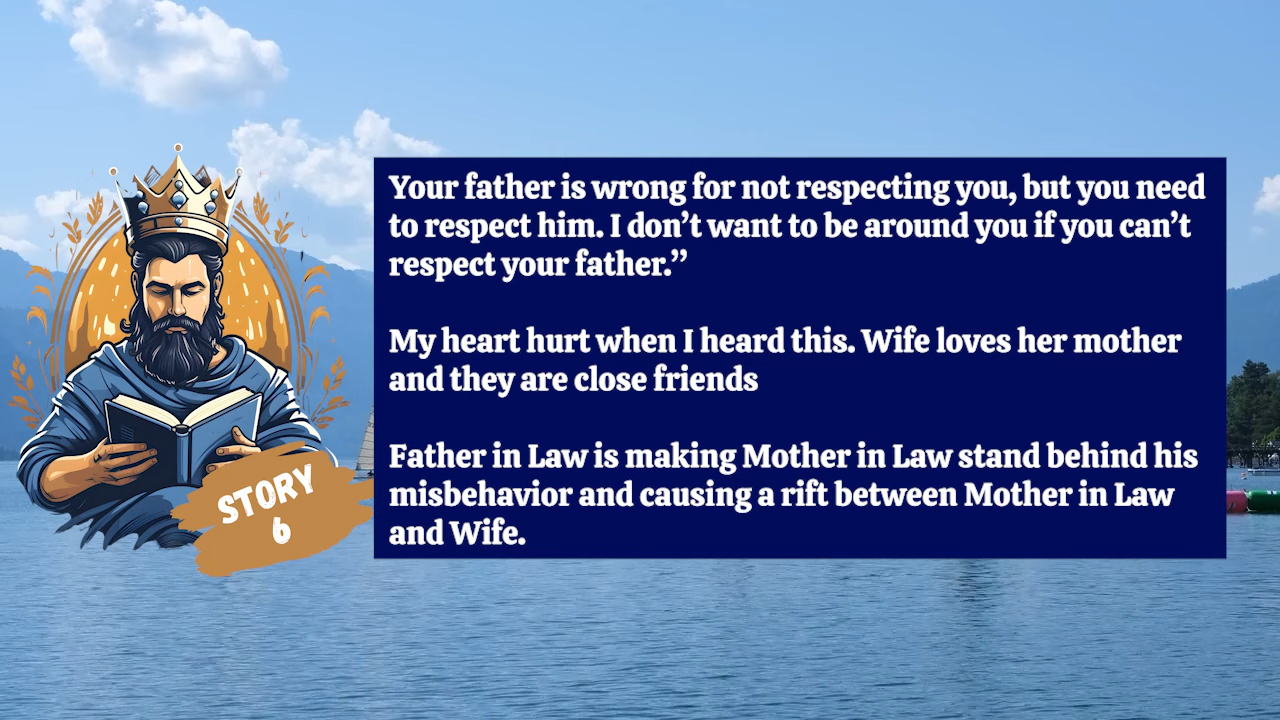 Your father is wrong for not respecting you, but you need
to respect him. I don’t want to be around you if you can’t
respect your father.”
My heart hurt when I heard this. Wife loves her mother
and they are close friends
Father in Law is making Mother in Law stand behind his
misbehavior and causing a rift between Mother in Law
and Wife.
STORY
6